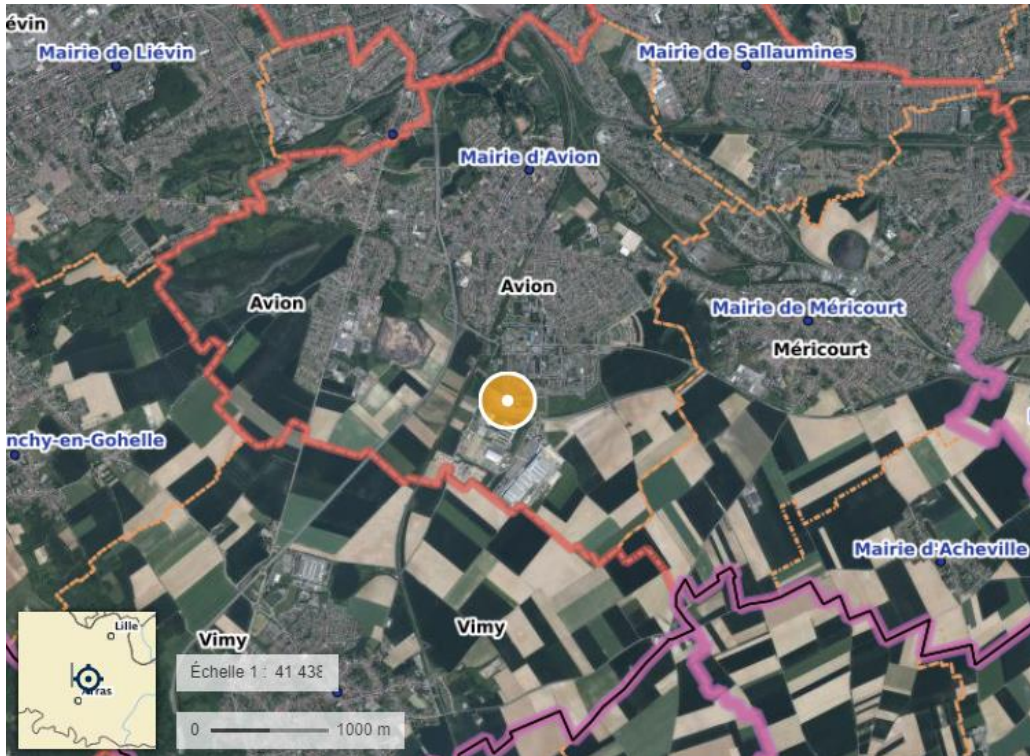 évin
Mairie de Liévin
Mairie de Sallaumines
Mairie d'Avion
Avion
Avion
Mairie de Méricourt
Méricourt
nchy-en-Gohelle
Mairie d'Acheville
Vimy
Vimy
Lille
Arras
Échelle 1 : 41 438
0 1000 m